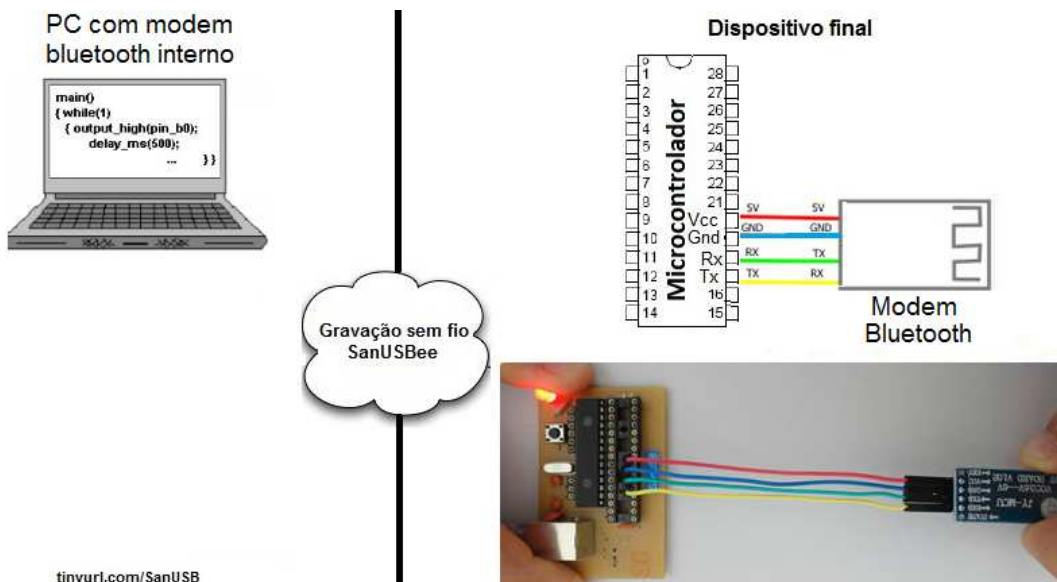 PC com modem
bluetooth interno
main()
{ while(1)
{ output_high(pin_b0);
delay_ms(500);
... } }
Gravação sem fio
SanUSBee
tinyurl.com/SanUSB
Dispositivo final
Microcontrolador
1
2
3
4
5
6
7
8
9
10
11
12
13
14
28
27
26
25
24
23
22
21
Vcc
Gnd
Rx
Tx
16
15
5V
5V
GND
GND
RX
TX
TX
RX
Modem
Bluetooth
JY-MCU